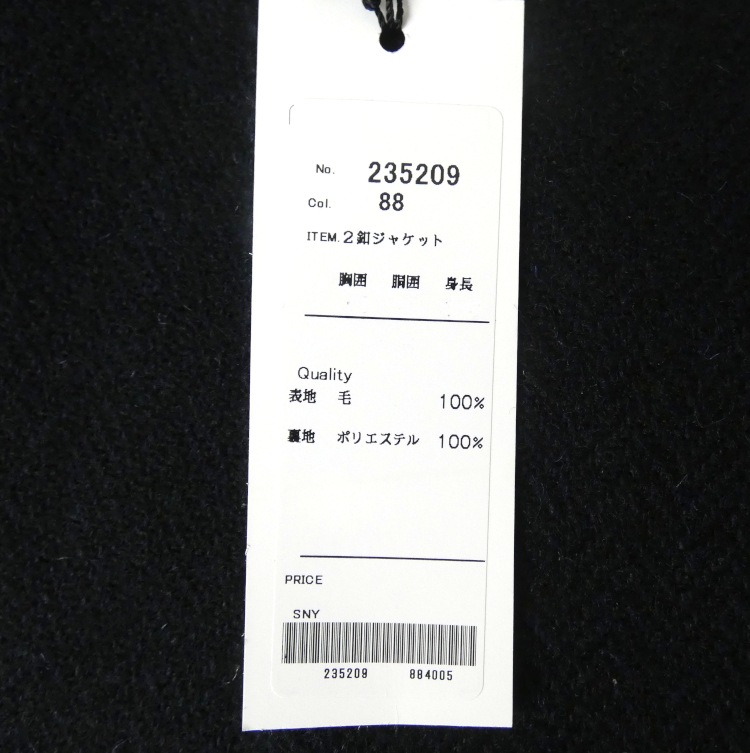 No. 235209
Col. 88
ITEM. 2釦ジャケット
胸囲 胴囲 身長
Quality
表地 毛 100%
裏地 ポリエステル 100%
PRICE
SNY
235209 884005